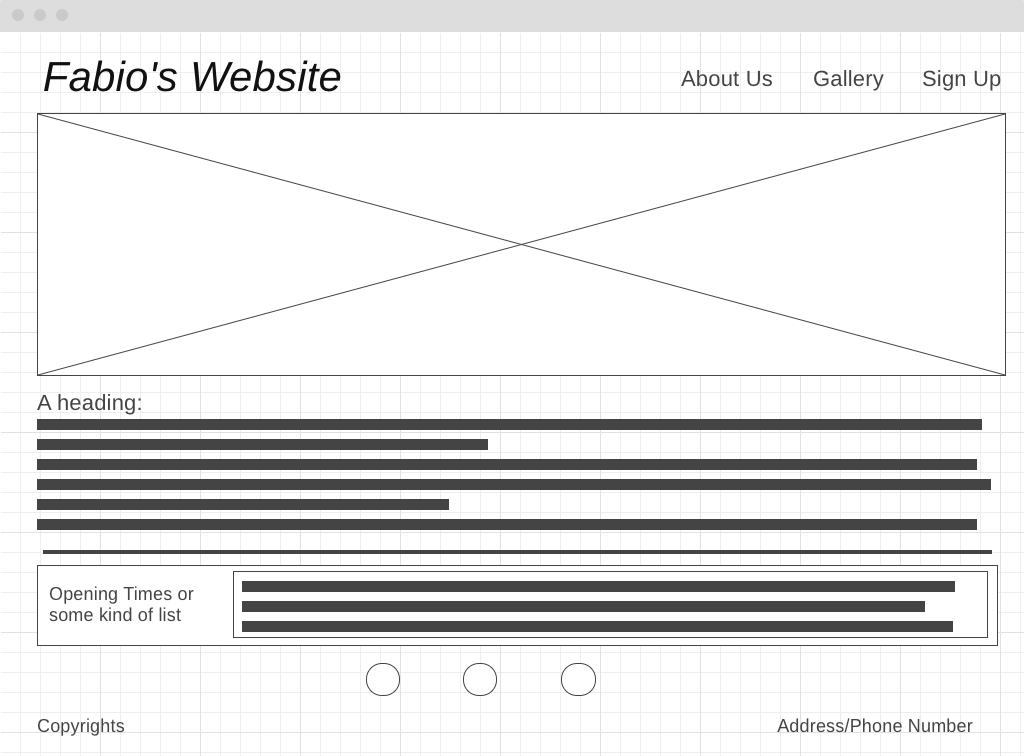 Fabio's Website
About Us
Gallery
Sign Up
A heading:
Opening Times or
some kind of list
Copyrights
Address/Phone Number